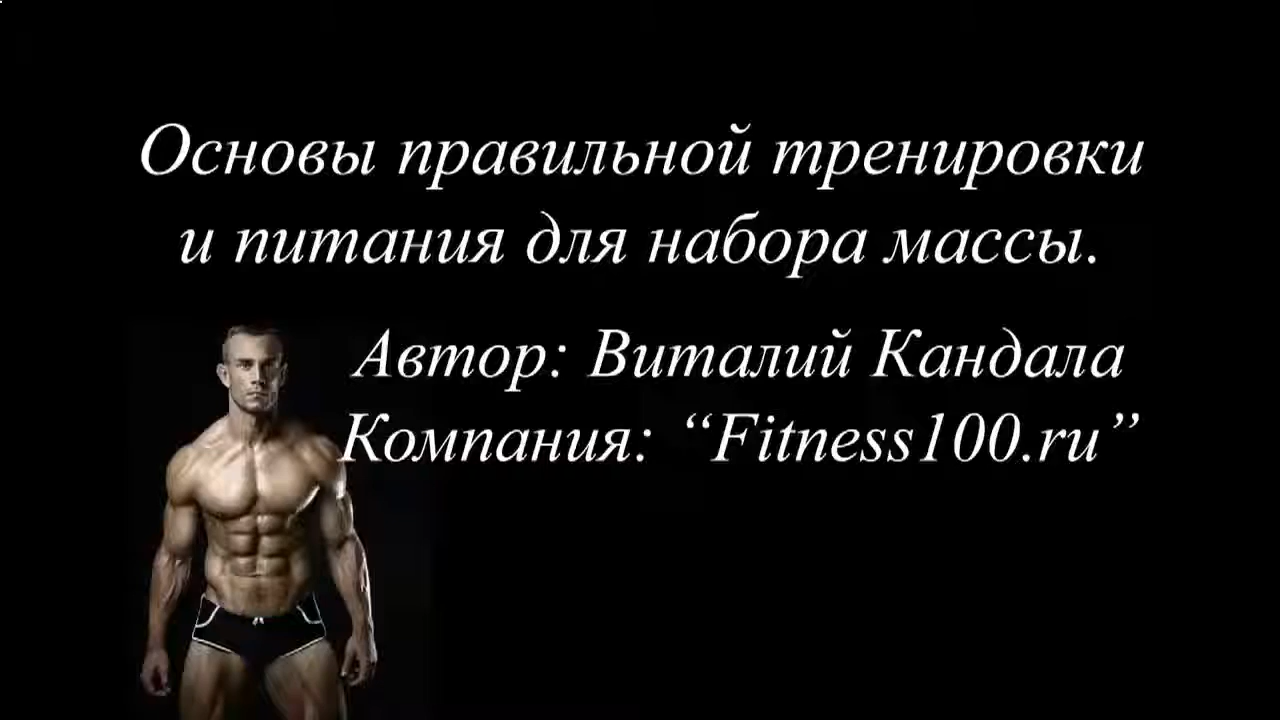 Основы правильной тренировки
и питания для набора массы.
Автор: Виталий Кандала
Компания: “Fitness100.ru”